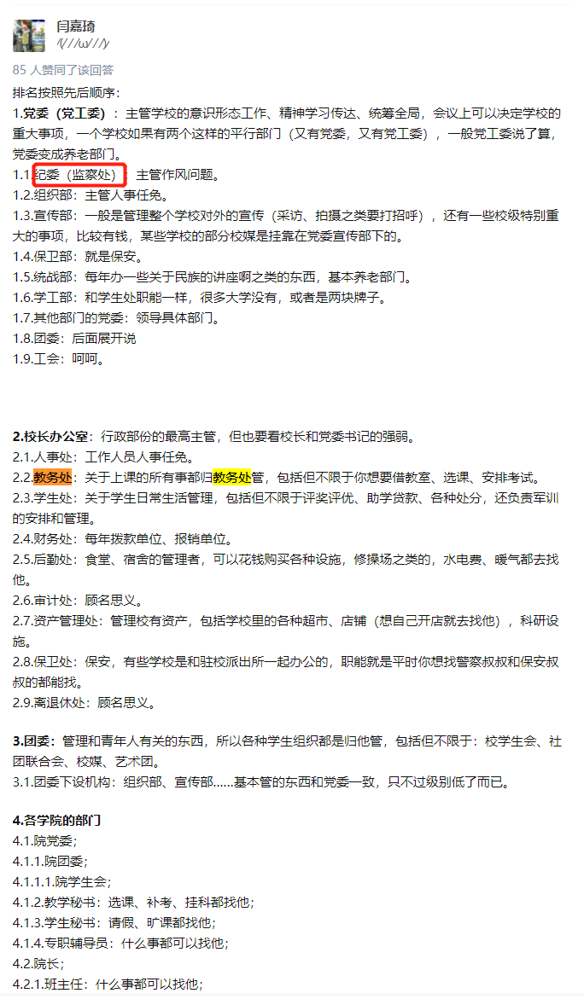 闫嘉琦
/(///ω///)/
85 人赞同了该回答
排名按照先后顺序：
1.党委（党工委）：主管学校的意识形态工作、精神学习传达、统筹全局，会议上可以决定学校的
重大事项，一个学校如果有两个这样的平行部门（又有党委，又有党工委），一般党工委说了算，
党委变成养老部门。
1.1.纪委（监察处）：主管作风问题。
1.2.组织部：主管人事任免。
1.3.宣传部：一般是管理整个学校对外的宣传（采访、拍摄之类要打招呼），还有一些校级特别重
大的事项，比较有钱，某些学校的部分校媒是挂靠在党委宣传部下的。
1.4.保卫部：就是保安。
1.5.统战部：每年办一些关于民族的讲座啊之类的东西，基本养老部门。
1.6.学工部：和学生处职能一样，很多大学没有，或者是两块牌子。
1.7.其他部门的党委：领导具体部门。
1.8.团委：后面展开说
1.9.工会：呵呵。
2.校长办公室：行政部份的最高主管，但也要看校长和党委书记的强弱。
2.1.人事处：工作人员人事任免。
2.2.教务处：关于上课的所有事都归教务处管，包括但不限于你想要借教室、选课、安排考试。
2.3.学生处：关于学生日常生活管理，包括但不限于评奖评优、助学贷款、各种处分，还负责军训
的安排和管理。
2.4.财务处：每年拨款单位、报销单位。
2.5.后勤处：食堂、宿舍的管理者，可以花钱购买各种设施，修操场之类的，水电费、暖气都去找
他。
2.6.审计处：顾名思义。
2.7.资产管理处：管理校有资产，包括学校里的各种超市、店铺（想自己开店就去找他），科研设
施。
2.8.保卫处：保安，有些学校是和驻校派出所一起办公的，职能就是平时你想找警察叔叔和保安叔
叔的都能找。
2.9.离退休处：顾名思义。
3.团委：管理和青年人有关的东西，所以各种学生组织都是归他管，包括但不限于：校学生会、社
团联合会、校媒、艺术团。
3.1.团委下设机构：组织部、宣传部......基本管的东西和党委一致，只不过级别低了而已。
4.各学院的部门
4.1.院党委；
4.1.1.院团委；
4.1.1.1.院学生会；
4.1.2.教学秘书：选课、补考、挂科都找他；
4.1.3.学生秘书：请假、旷课都找他；
4.1.4.专职辅导员：什么事都可以找他；
4.2.院长；
4.2.1.班主任：什么事都可以找他；